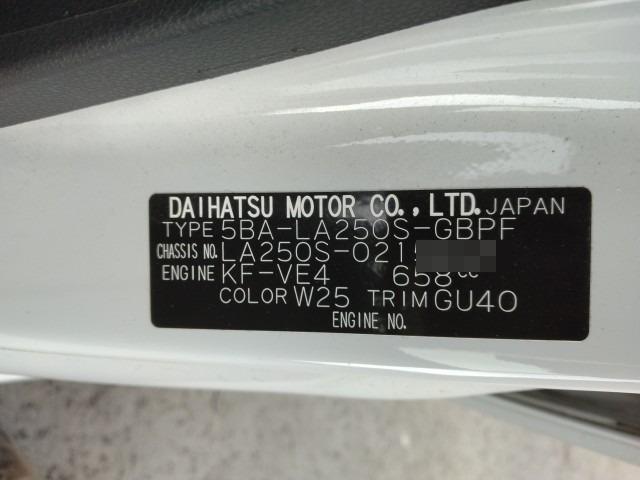 DAIHATSU MOTOR CO., LTD. JAPAN
TYPE 5BA-LA250S-GBPF
CHASSIS NO. LA250S-021
ENGINE KF-VE4 658cc
COLOR W25 TRIM GU40
ENGINE NO.